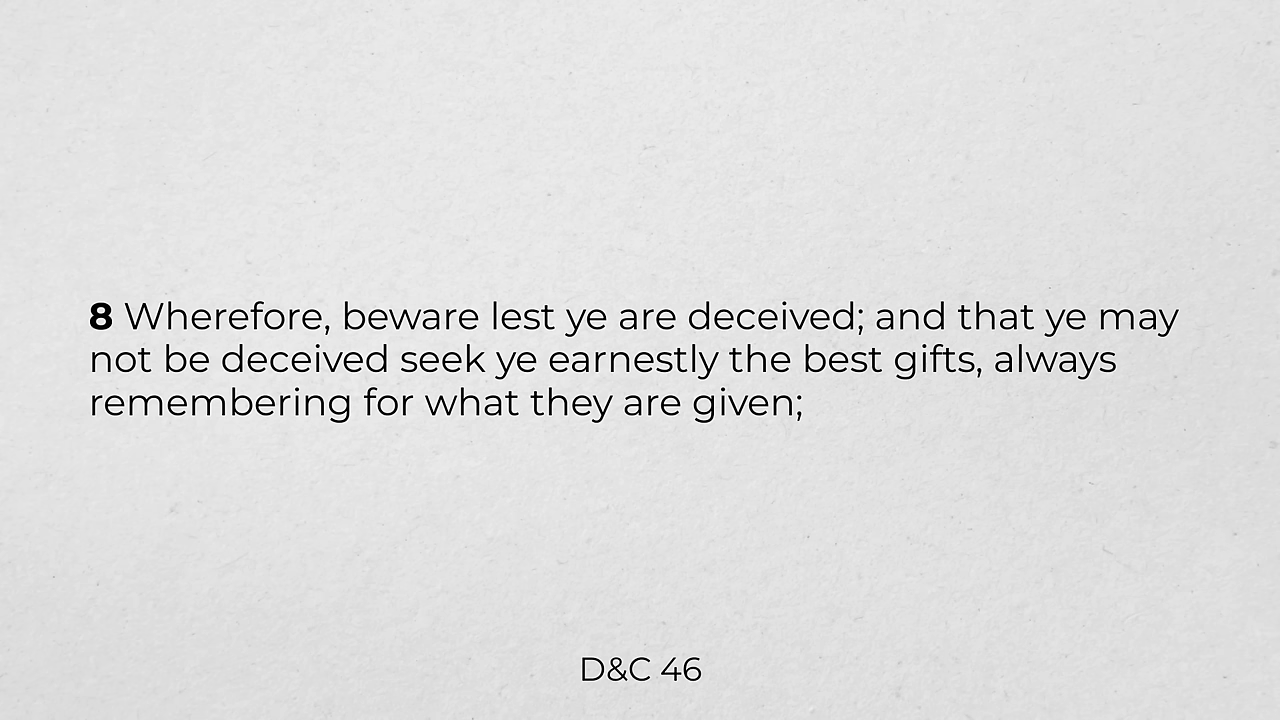 8 Wherefore, beware lest ye are deceived; and that ye may
not be deceived seek ye earnestly the best gifts, always
remembering for what they are given;
D&C 46